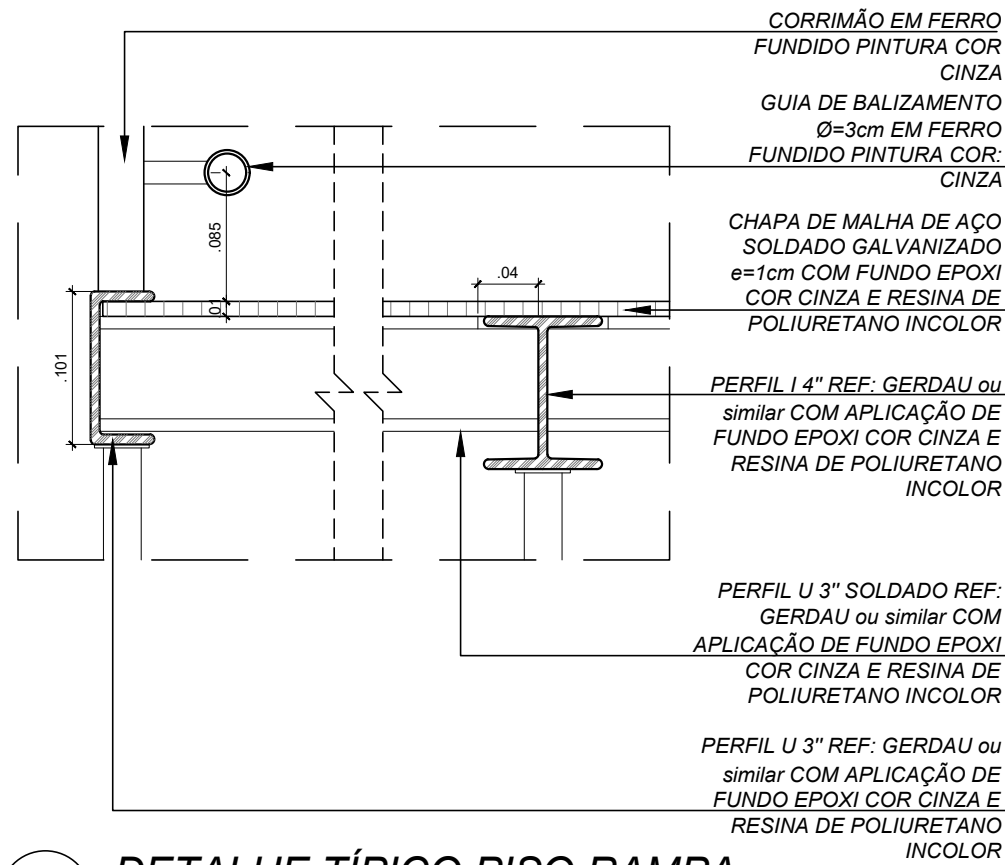 CORRIMÃO EM FERRO
FUNDIDO PINTURA COR
CINZA
GUIA DE BALIZAMENTO
Ø=3cm EM FERRO
FUNDIDO PINTURA COR:
CINZA
CHAPA DE MALHA DE AÇO
SOLDADO GALVANIZADO
e=1cm COM FUNDO EPOXI
COR CINZA E RESINA DE
POLIURETANO INCOLOR
.085
.04
.01
.101
PERFIL I 4" REF: GERDAU ou
similar COM APLICAÇÃO DE
FUNDO EPOXI COR CINZA E
RESINA DE POLIURETANO
INCOLOR
PERFIL U 3" SOLDADO REF:
GERDAU ou similar COM
APLICAÇÃO DE FUNDO EPOXI
COR CINZA E RESINA DE
POLIURETANO INCOLOR
PERFIL U 3" REF: GERDAU ou
similar COM APLICAÇÃO DE
FUNDO EPOXI COR CINZA E
RESINA DE POLIURETANO
INCOLOR
DETALHE TÍPICO PISO RAMPA